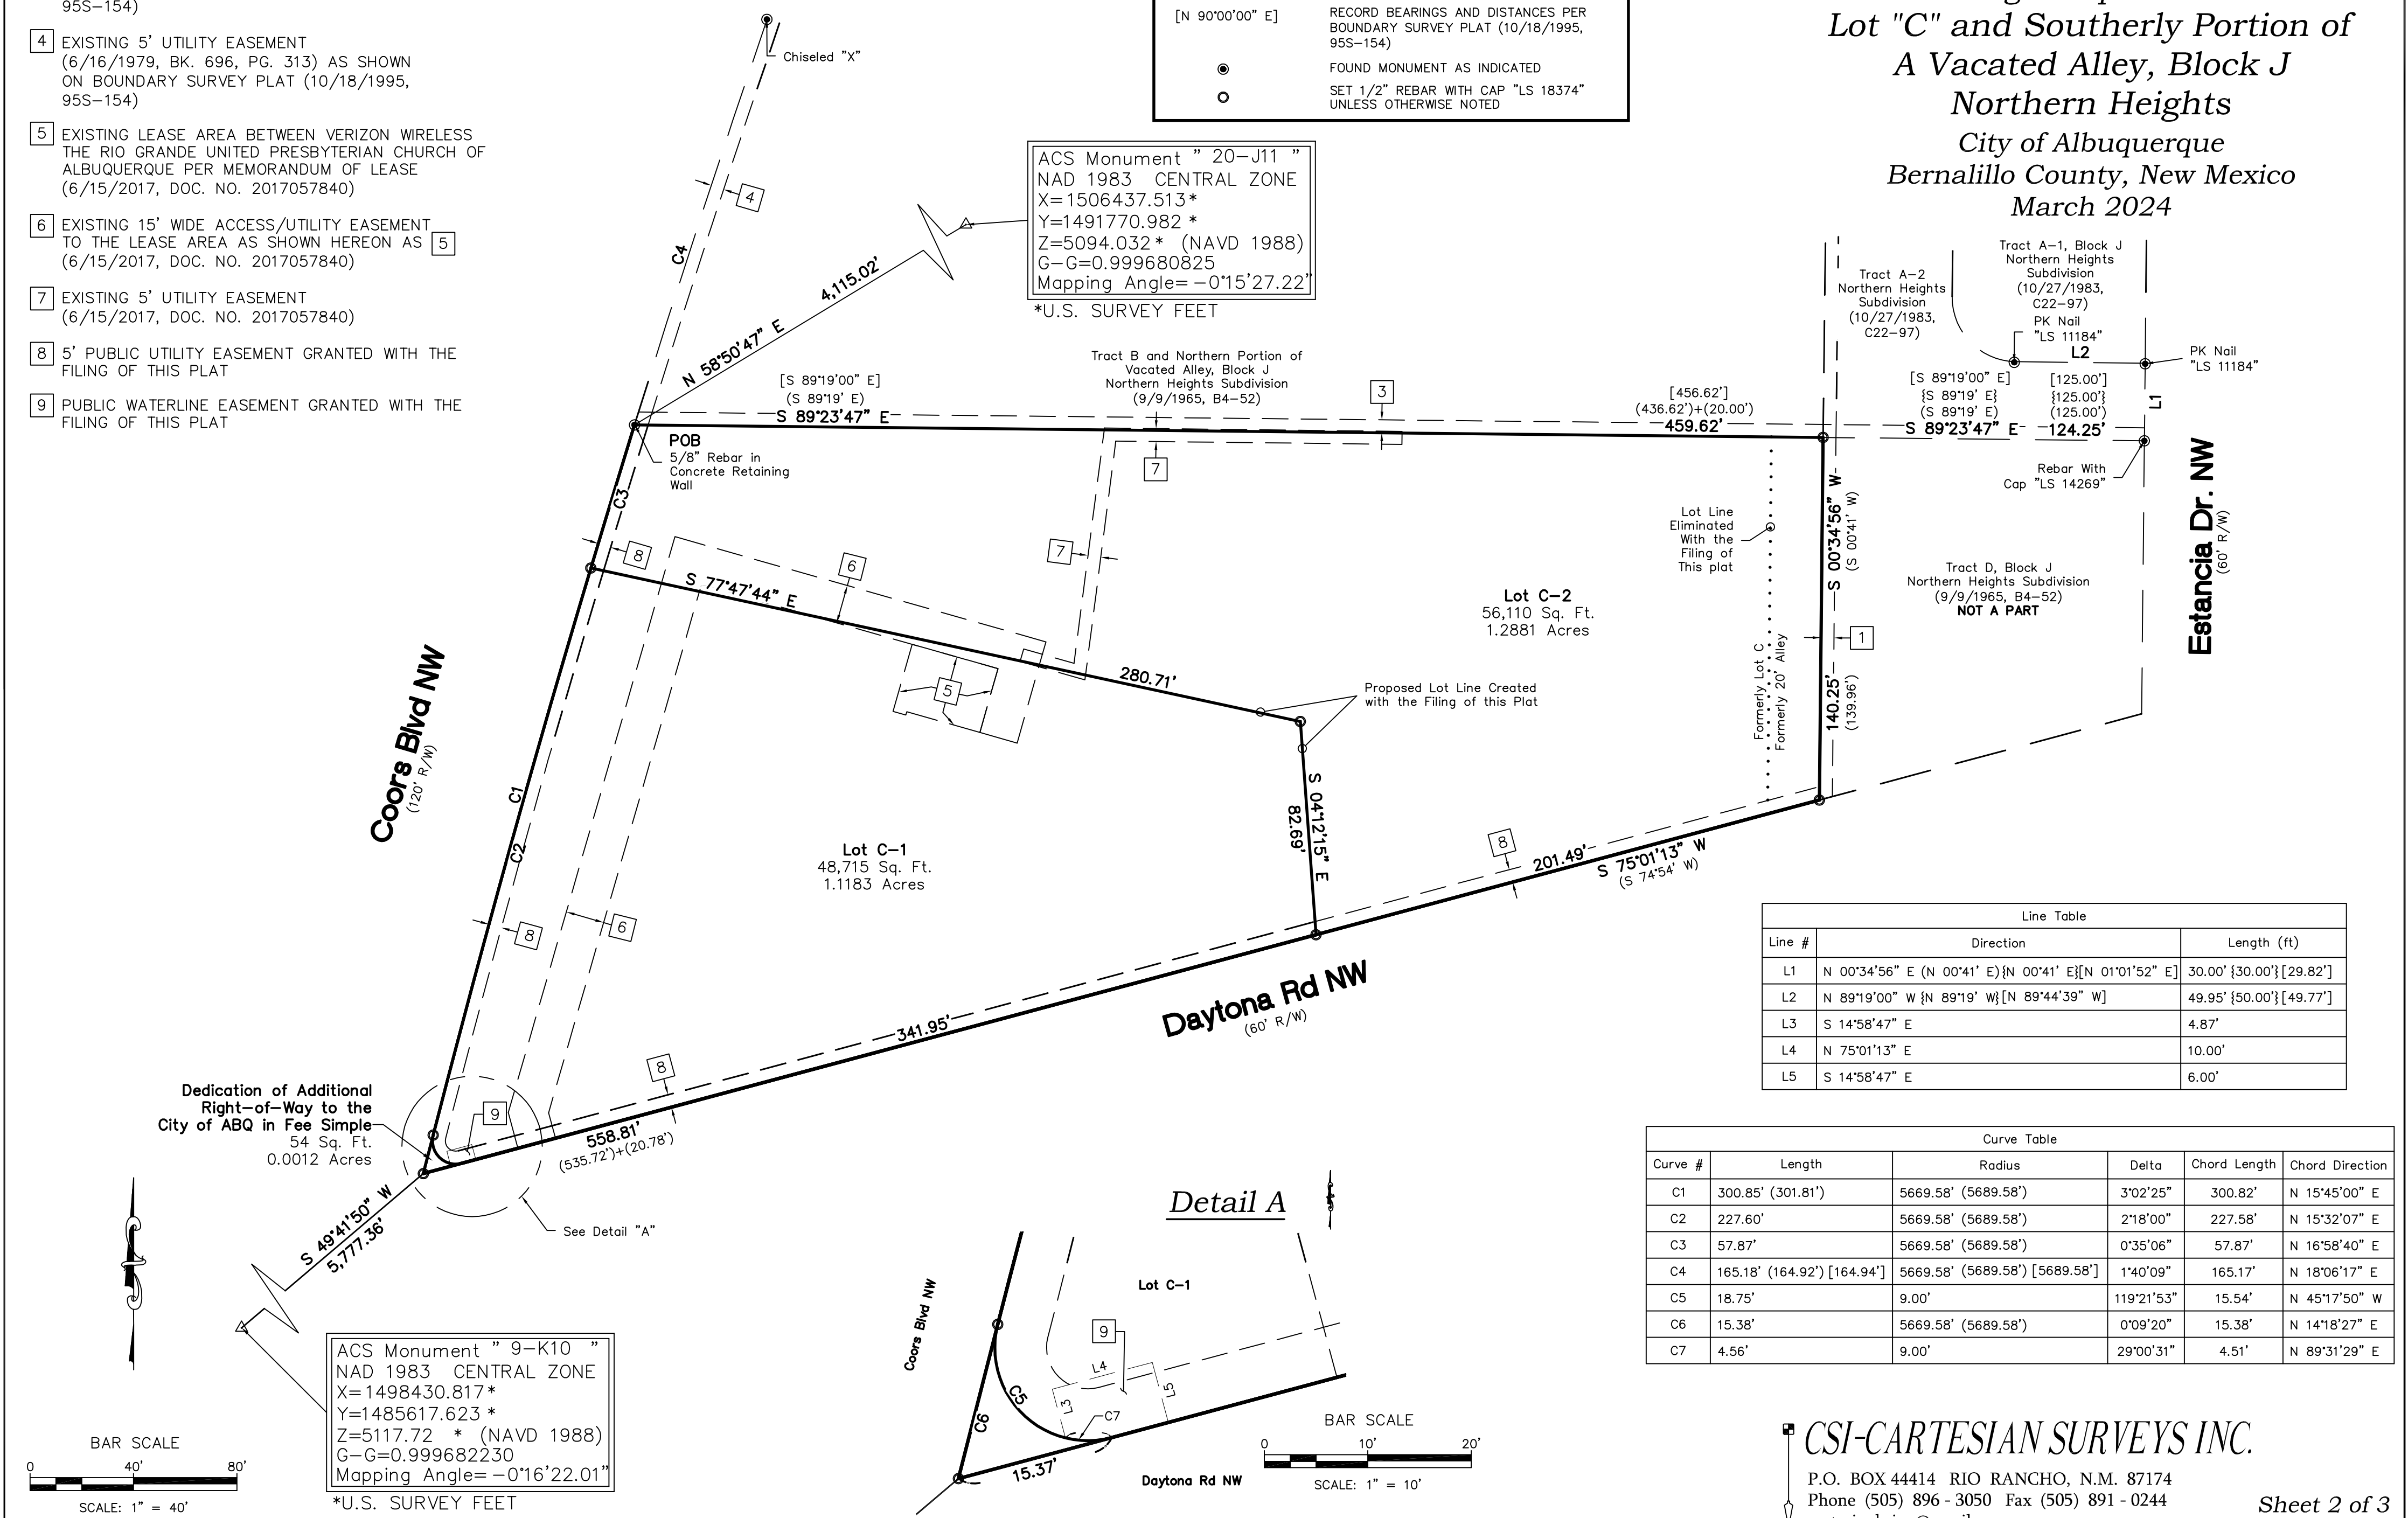 95S-154)
4 EXISTING 5' UTILITY EASEMENT
(6/16/1979, BK. 696, PG. 313) AS SHOWN
ON BOUNDARY SURVEY PLAT (10/18/1995,
95S-154)
5 EXISTING LEASE AREA BETWEEN VERIZON WIRELESS
THE RIO GRANDE UNITED PRESBYTERIAN CHURCH OF
ALBUQUERQUE PER MEMORANDUM OF LEASE
(6/15/2017, DOC. NO. 2017057840)
6 EXISTING 15' WIDE ACCESS/UTILITY EASEMENT
TO THE LEASE AREA AS SHOWN HEREON AS 5
(6/15/2017, DOC. NO. 2017057840)
7 EXISTING 5' UTILITY EASEMENT
(6/15/2017, DOC. NO. 2017057840)
8 5' PUBLIC UTILITY EASEMENT GRANTED WITH THE
FILING OF THIS PLAT
9 PUBLIC WATERLINE EASEMENT GRANTED WITH THE
FILING OF THIS PLAT
[N 90°00'00" E] RECORD BEARINGS AND DISTANCES PER
BOUNDARY SURVEY PLAT (10/18/1995,
95S-154)
FOUND MONUMENT AS INDICATED
SET 1/2" REBAR WITH CAP "LS 18374"
UNLESS OTHERWISE NOTED
Lot "C" and Southerly Portion of
A Vacated Alley, Block J
Northern Heights
City of Albuquerque
Bernalillo County, New Mexico
March 2024
Chiseled "X"
4
C4
ACS Monument " 20-J11 "
NAD 1983 CENTRAL ZONE
X=1506437.513*
Y=1491770.982 *
Z=5094.032* (NAVD 1988)
G-G=0.999680825
Mapping Angle= -0°15'27.22"
*U.S. SURVEY FEET
4,115.02'
N 58°50'47" E
Tract A-2
Northern Heights
Subdivision
(10/27/1983,
C22-97)
Tract A-1, Block J
Northern Heights
Subdivision
(10/27/1983,
C22-97)
PK Nail
"LS 11184"
L2
PK Nail
"LS 11184"
L1
[S 89°19'00" E]
(S 89°19' E)
S 89°23'47" E
Tract B and Northern Portion of
Vacated Alley, Block J
Northern Heights Subdivision
(9/9/1965, B4-52)
3
7
[456.62']
(436.62')+(20.00')
459.62'
[S 89°19'00" E] [125.00']
{S 89°19' E} {125.00'}
(S 89°19' E) (125.00')
S 89°23'47" E 124.25'
Rebar With
Cap "LS 14269"
Estancia Dr. NW
(60' R/W)
POB
5/8" Rebar in
Concrete Retaining
Wall
C3
8
S 77°47'44" E
6
7
280.71'
5
Lot C-2
56,110 Sq. Ft.
1.2881 Acres
Lot Line
Eliminated
With the
Filing of
This plat
Formerly Lot C
Formerly 20' Alley
S 00°34'56" W
(S 00°41' W)
140.25'
(139.96')
1
Tract D, Block J
Northern Heights Subdivision
(9/9/1965, B4-52)
NOT A PART
Proposed Lot Line Created
with the Filing of this Plat
S 04°12'15" E
82.69'
Coors Blvd NW
(120' R/W)
C1
C2
8
6
Lot C-1
48,715 Sq. Ft.
1.1183 Acres
8
201.49'
S 75°01'13" W
(S 74°54' W)
341.95'
Daytona Rd NW
(60' R/W)
8
9
558.81'
(535.72')+(20.78')
Dedication of Additional
Right-of-Way to the
City of ABQ in Fee Simple
54 Sq. Ft.
0.0012 Acres
See Detail "A"
S 49°41'50" W
5,777.36'
ACS Monument " 9-K10 "
NAD 1983 CENTRAL ZONE
X=1498430.817*
Y=1485617.623 *
Z=5117.72 * (NAVD 1988)
G-G=0.999682230
Mapping Angle= -0°16'22.01"
*U.S. SURVEY FEET
BAR SCALE
0 40' 80'
SCALE: 1" = 40'
Detail A
Coors Blvd NW
Lot C-1
9
L4
L3
L5
C5
C6
C7
15.37'
Daytona Rd NW
BAR SCALE
0 10' 20'
SCALE: 1" = 10'
Line Table
Line # Direction Length (ft)
L1 N 00°34'56" E (N 00°41' E){N 00°41' E}[N 01°01'52" E] 30.00' {30.00'}[29.82']
L2 N 89°19'00" W {N 89°19' W}[N 89°44'39" W] 49.95' {50.00'}[49.77']
L3 S 14°58'47" E 4.87'
L4 N 75°01'13" E 10.00'
L5 S 14°58'47" E 6.00'
Curve Table
Curve # Length Radius Delta Chord Length Chord Direction
C1 300.85' (301.81') 5669.58' (5689.58') 3°02'25" 300.82' N 15°45'00" E
C2 227.60' 5669.58' (5689.58') 2°18'00" 227.58' N 15°32'07" E
C3 57.87' 5669.58' (5689.58') 0°35'06" 57.87' N 16°58'40" E
C4 165.18' (164.92') [164.94'] 5669.58' (5689.58') [5689.58'] 1°40'09" 165.17' N 18°06'17" E
C5 18.75' 9.00' 119°21'53" 15.54' N 45°17'50" W
C6 15.38' 5669.58' (5689.58') 0°09'20" 15.38' N 14°18'27" E
C7 4.56' 9.00' 29°00'31" 4.51' N 89°31'29" E
CSI-CARTESIAN SURVEYS INC.
P.O. BOX 44414 RIO RANCHO, N.M. 87174
Phone (505) 896 - 3050 Fax (505) 891 - 0244
Sheet 2 of 3